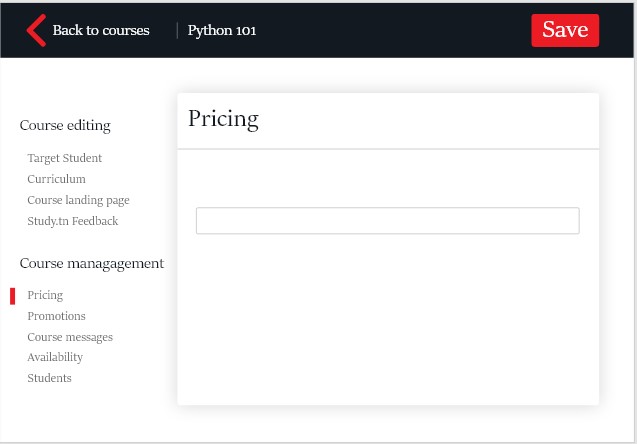 Back to courses
Python 101
Save
Course editing
Target Student
Curriculum
Course landing page
Study.tn Feedback
Course managagement
Pricing
Promotions
Course messages
Availability
Students
Pricing